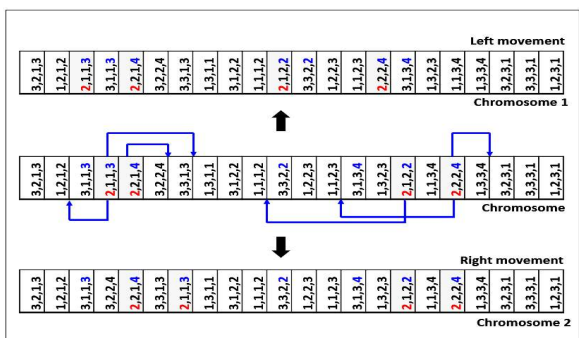 Left movement
3,2,1,3 1,2,1,2 2,1,1,3 3,1,1,3 2,2,1,4 3,2,2,4 3,3,1,3 1,3,1,1 3,1,2,2 1,1,1,2 2,1,2,2 3,3,2,2 1,2,2,3 1,1,2,3 2,2,2,4 3,1,3,4 1,3,2,3 1,1,3,4 1,3,3,4 3,2,3,1 3,3,3,1 1,2,3,1
Chromosome 1
3,2,1,3 1,2,1,2 3,1,1,3 2,1,1,3 2,2,1,4 3,2,2,4 3,3,1,3 1,3,1,1 3,1,2,2 1,1,1,2 3,3,2,2 1,2,2,3 1,1,2,3 3,1,3,4 1,3,2,3 2,1,2,2 1,1,3,4 2,2,2,4 1,3,3,4 3,2,3,1 3,3,3,1 1,2,3,1
Chromosome
Right movement
3,2,1,3 1,2,1,2 3,1,1,3 3,2,2,4 2,2,1,4 3,3,1,3 2,1,1,3 1,3,1,1 3,1,2,2 1,1,1,2 3,3,2,2 1,2,2,3 1,1,2,3 3,1,3,4 1,3,2,3 2,1,2,2 1,1,3,4 2,2,2,4 1,3,3,4 3,2,3,1 3,3,3,1 1,2,3,1
Chromosome 2